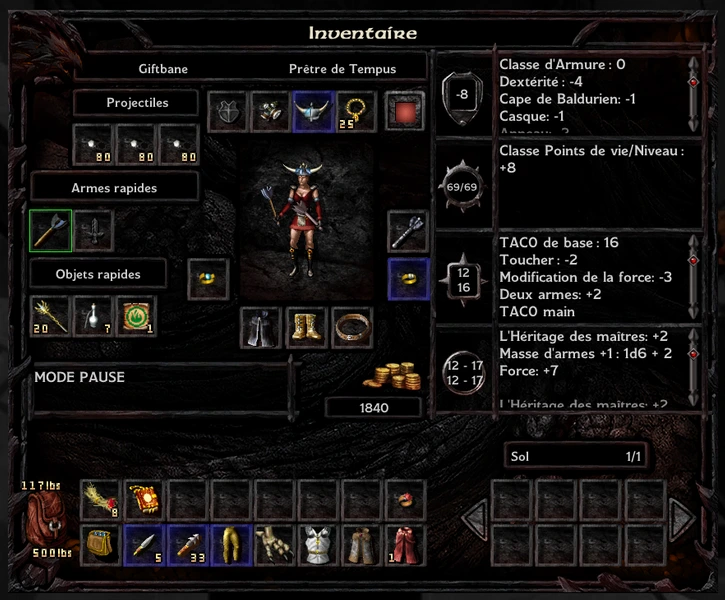 Inventaire
Giftbane
Prêtre de Tempus
Projectiles
25
80
80
80
Armes rapides
Objets rapides
20
7
1
MODE PAUSE
1840
-8
Classe d'Armure : 0
Dextérité : -4
Cape de Baldurien: -1
Casque: -1
69/69
Classe Points de vie/Niveau :
+8
12
16
TAC0 de base : 16
Toucher : -2
Modification de la force: -3
Deux armes: +2
TAC0 main
12 - 17
12 - 17
L'Héritage des maîtres: +2
Masse d'armes +1 : 1d6 + 2
Force: +7
L'Héritage des maîtres: +2
Sol 1/1
117lbs
500lbs
8
5
33
1